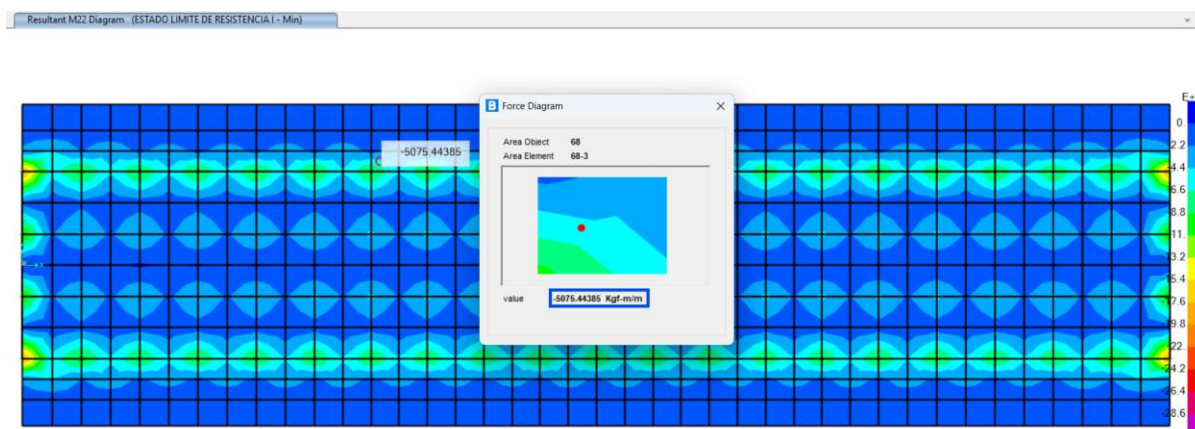 Resultant M22 Diagram (ESTADO LIMITE DE RESISTENCIA I - Min)
-5075.44385
B Force Diagram
Area Object 68
Area Element 68-3
value -5075.44385 Kgf-m/m
E+
0.
-2.2
-4.4
-6.6
-8.8
-11.
-13.2
-15.4
-17.6
-19.8
-22.
-24.2
-26.4
-28.6